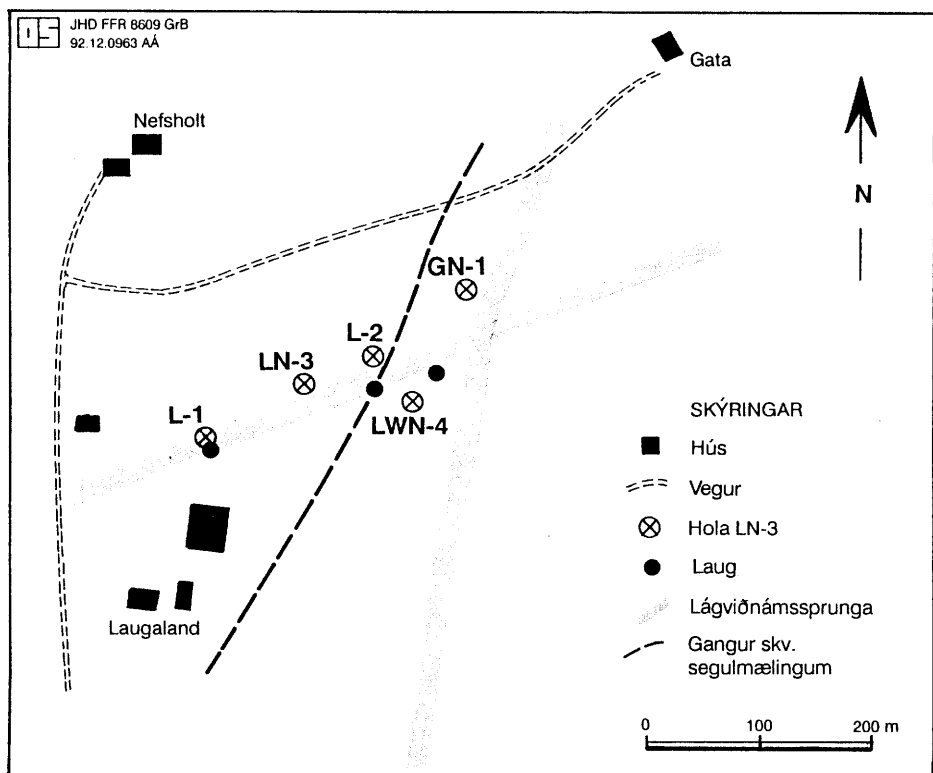 OS JHD FFR 8609 GrB
92.12.0963 AÁ
Gata
Nefsholt
N
GN-1
L-2
LN-3
LWN-4
L-1
Laugaland
SKÝRINGAR
Hús
Vegur
Hola LN-3
Laug
Lágviðnámssprunga
Gangur skv.
segulmælingum
0 100 200 m